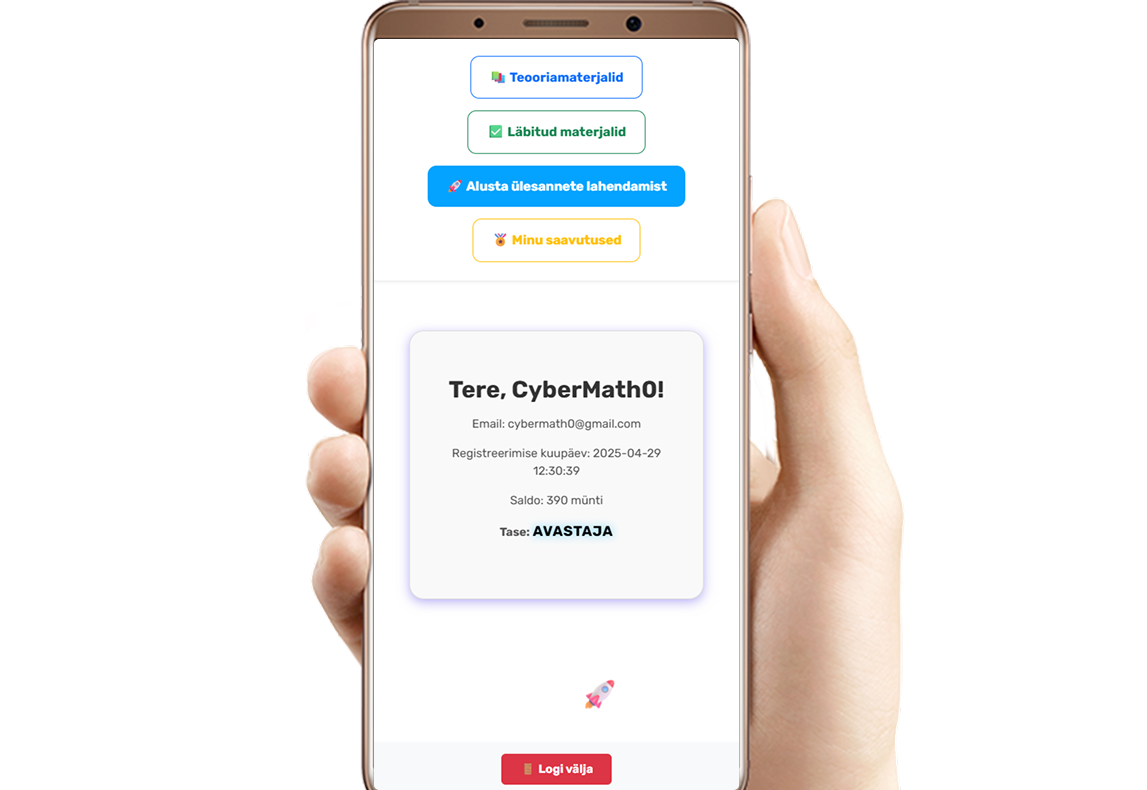 Teooriamaterjalid
Läbitud materjalid
Alusta ülesannete lahendamist
Minu saavutused
Tere, CyberMath0!
Email: cybermath0@gmail.com
Registreerimise kuupäev: 2025-04-29
12:30:39
Saldo: 390 münti
Tase: AVASTAJA
Logi välja